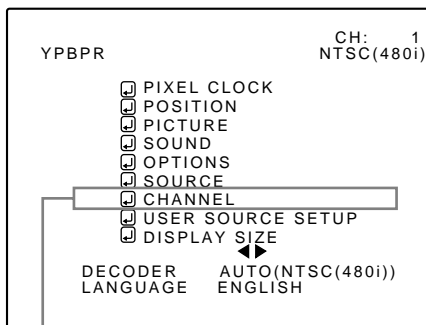 CH: 1
YPBPR NTSC(480i)
PIXEL CLOCK
POSITION
PICTURE
SOUND
OPTIONS
SOURCE
CHANNEL
USER SOURCE SETUP
DISPLAY SIZE
DECODER AUTO(NTSC(480i))
LANGUAGE ENGLISH